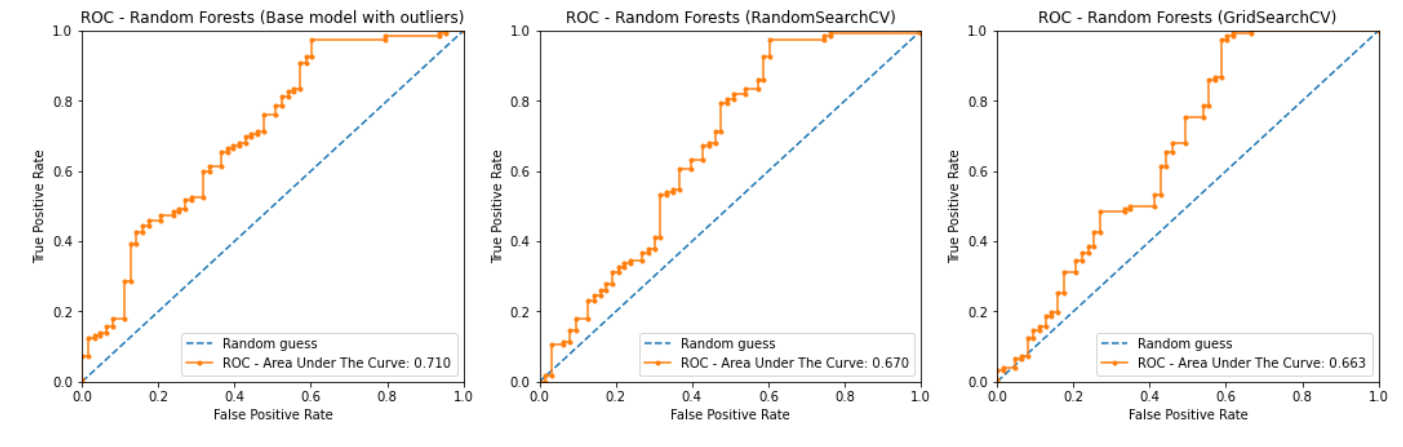 ROC - Random Forests (Base model with outliers)
1.0
0.8
0.6
0.4
0.2
0.0
True Positive Rate
Random guess
ROC - Area Under The Curve: 0.710
0.0 0.2 0.4 0.6 0.8 1.0
False Positive Rate
ROC - Random Forests (RandomSearchCV)
1.0
0.8
0.6
0.4
0.2
0.0
True Positive Rate
Random guess
ROC - Area Under The Curve: 0.670
0.0 0.2 0.4 0.6 0.8 1.0
False Positive Rate
ROC - Random Forests (GridSearchCV)
1.0
0.8
0.6
0.4
0.2
0.0
True Positive Rate
Random guess
ROC - Area Under The Curve: 0.663
0.0 0.2 0.4 0.6 0.8 1.0
False Positive Rate